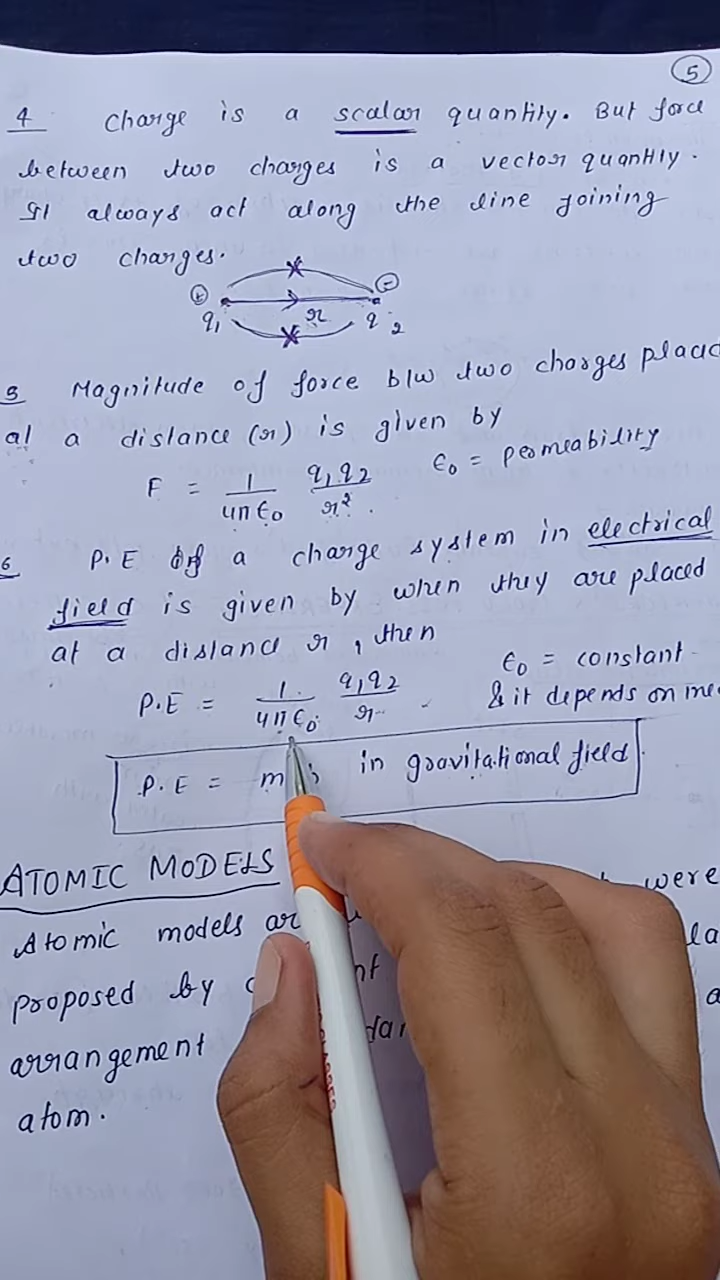 5
4 Charge is a scalar quantity. But force
between two charges is a vector quantity.
It always act along the line joining
two charges.
+ −
q1 r q2
5 Magnitude of force b/w two charges placed
at a distance (r) is given by
F = 1/4πϵ0 q1q2/r². ϵ0 = permeability
6 P.E of a charge system in electrical
field is given by when they are placed
at a distance r, then
P.E = 1/4πϵ0 q1q2/r. ϵ0 = constant
& it depends on me
P.E = in gravitational field.
ATOMIC MODELS were
Atomic models
proposed by
arrangement
atom.